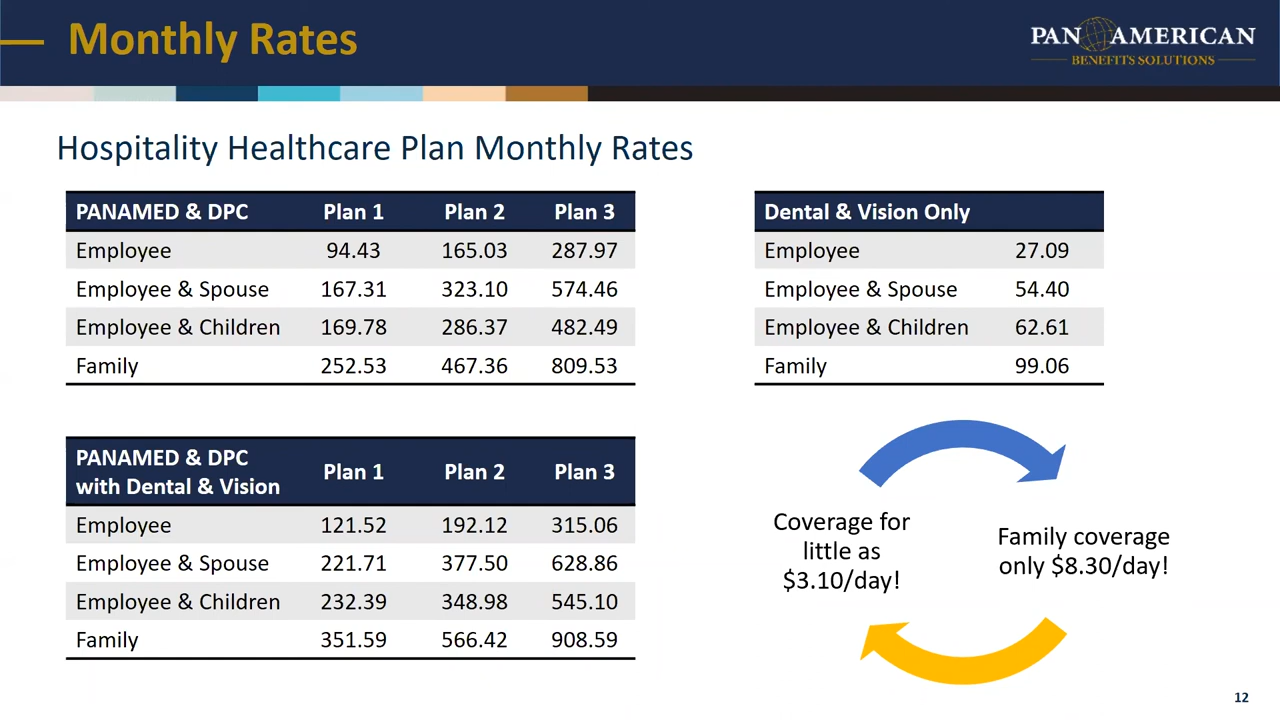 Monthly Rates
PAN AMERICAN
BENEFITS SOLUTIONS
Hospitality Healthcare Plan Monthly Rates
PANAMED & DPC Plan 1 Plan 2 Plan 3
Employee 94.43 165.03 287.97
Employee & Spouse 167.31 323.10 574.46
Employee & Children 169.78 286.37 482.49
Family 252.53 467.36 809.53
Dental & Vision Only
Employee 27.09
Employee & Spouse 54.40
Employee & Children 62.61
Family 99.06
PANAMED & DPC
with Dental & Vision Plan 1 Plan 2 Plan 3
Employee 121.52 192.12 315.06
Employee & Spouse 221.71 377.50 628.86
Employee & Children 232.39 348.98 545.10
Family 351.59 566.42 908.59
Coverage for
little as
$3.10/day!
Family coverage
only $8.30/day!
12